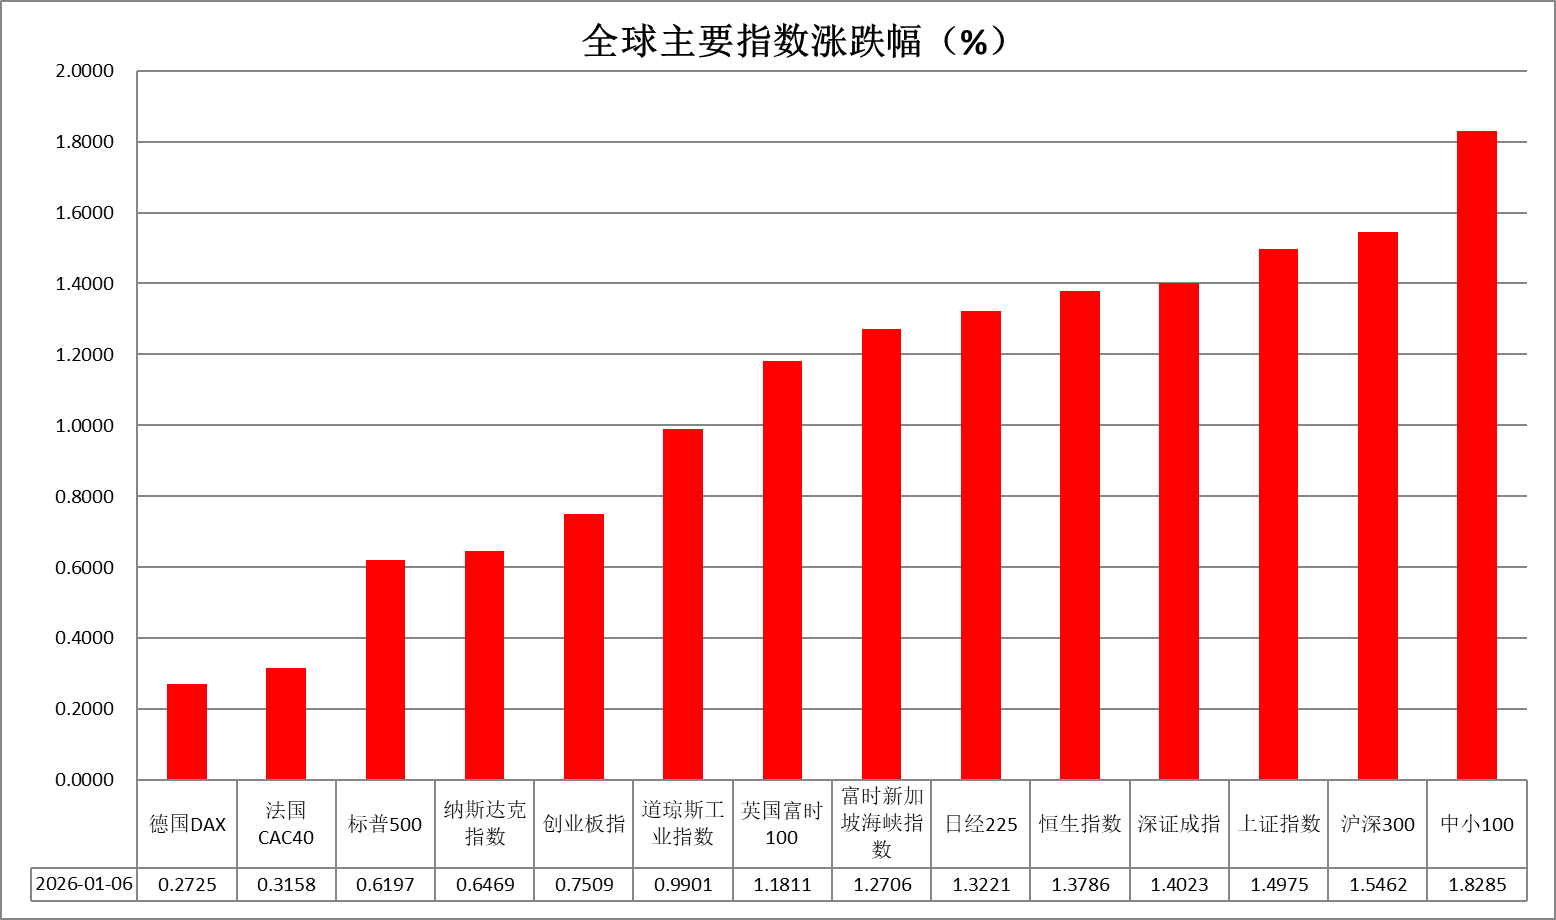 全球主要指数涨跌幅（%）
2.0000
1.8000
1.6000
1.4000
1.2000
1.0000
0.8000
0.6000
0.4000
0.2000
0.0000
德国DAX
法国
CAC40
标普500
纳斯达克
指数
创业板指
道琼斯工
业指数
英国富时
100
富时新加
坡海峡指
数
日经225
恒生指数
深证成指
上证指数
沪深300
中小100
2026-01-06 0.2725 0.3158 0.6197 0.6469 0.7509 0.9901 1.1811 1.2706 1.3221 1.3786 1.4023 1.4975 1.5462 1.8285